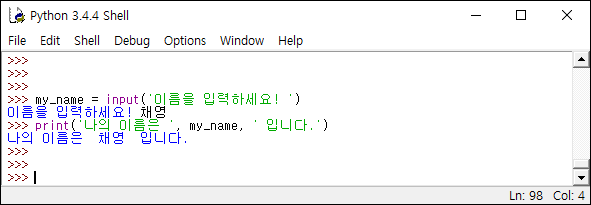 Python 3.4.4 Shell
File Edit Shell Debug Options Window Help
>>>
>>>
>>>
>>> my_name = input('이름을 입력하세요! ')
이름을 입력하세요! 채영
>>> print('나의 이름은 ', my_name, ' 입니다.')
나의 이름은  채영  입니다.
>>>
>>>
>>>
Ln: 98 Col: 4